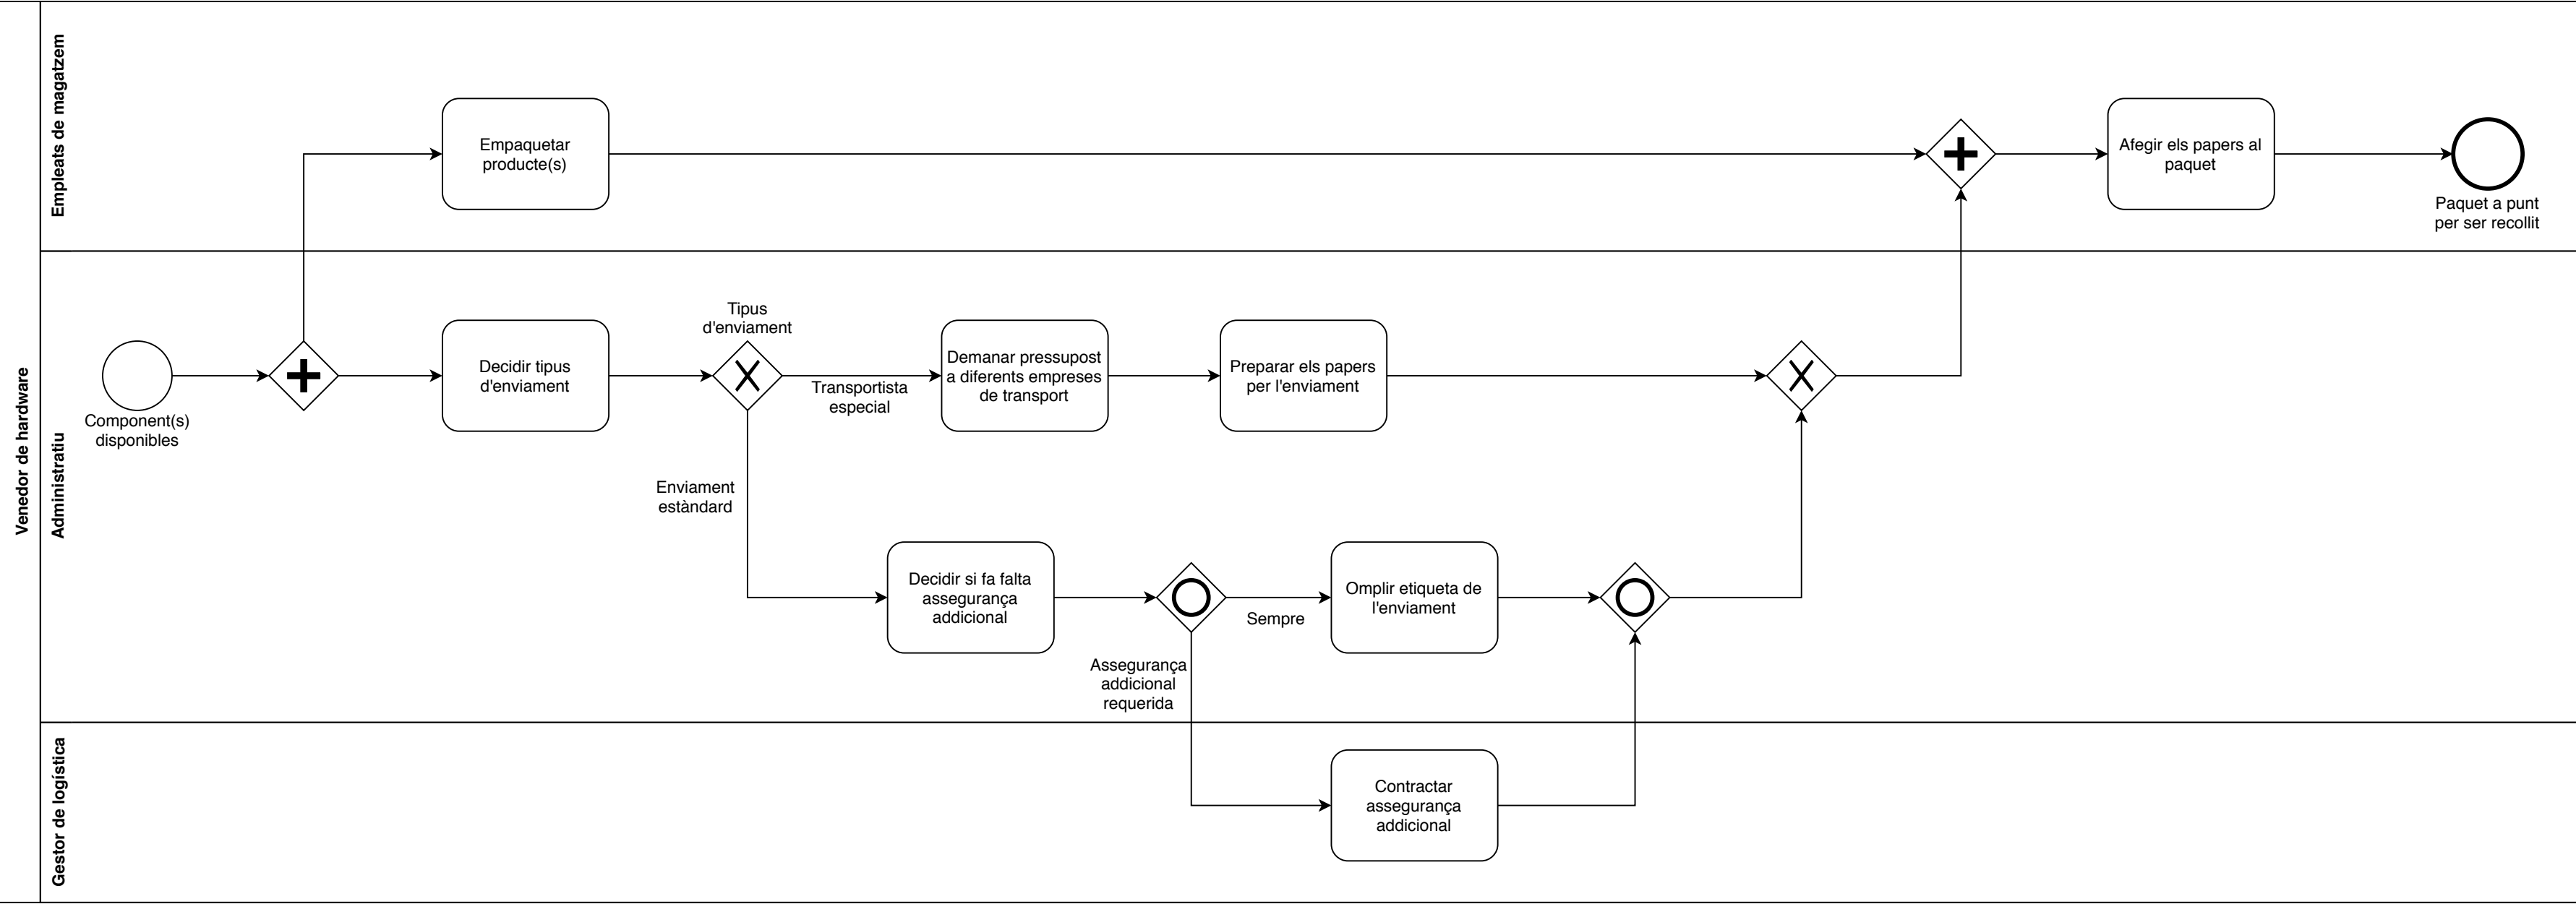 Venedor de hardware
Empleats de magatzem
Empaquetar
producte(s)
Afegir els papers al
paquet
Paquet a punt
per ser recollit
Administratiu
Component(s)
disponibles
Decidir tipus
d'enviament
Tipus
d'enviament
Transportista
especial
Demanar pressupost
a diferents empreses
de transport
Preparar els papers
per l'enviament
Enviament
estàndard
Decidir si fa falta
assegurança
addicional
Sempre
Omplir etiqueta de
l'enviament
Assegurança
addicional
requerida
Gestor de logística
Contractar
assegurança
addicional